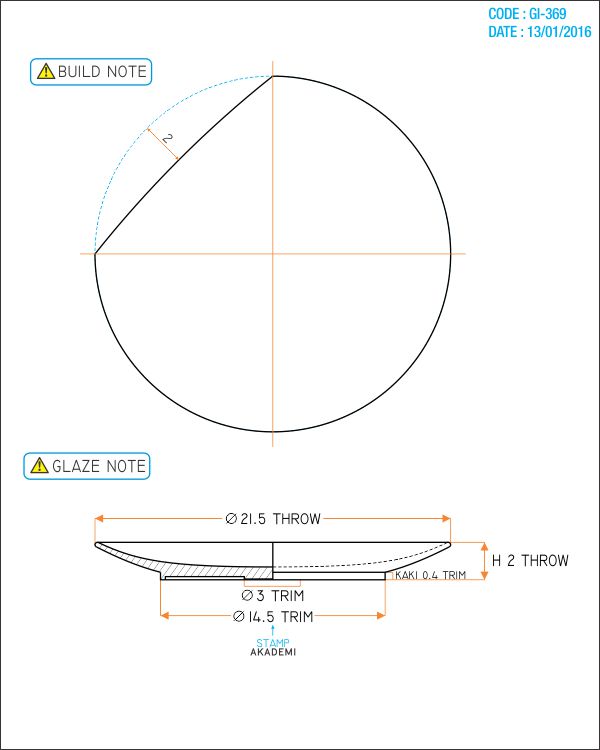 CODE : GI-369
DATE : 13/01/2016
BUILD NOTE
2
GLAZE NOTE
Ø 21.5 THROW
H 2 THROW
KAKI 0.4 TRIM
Ø 3 TRIM
Ø 14.5 TRIM
STAMP
AKADEMI